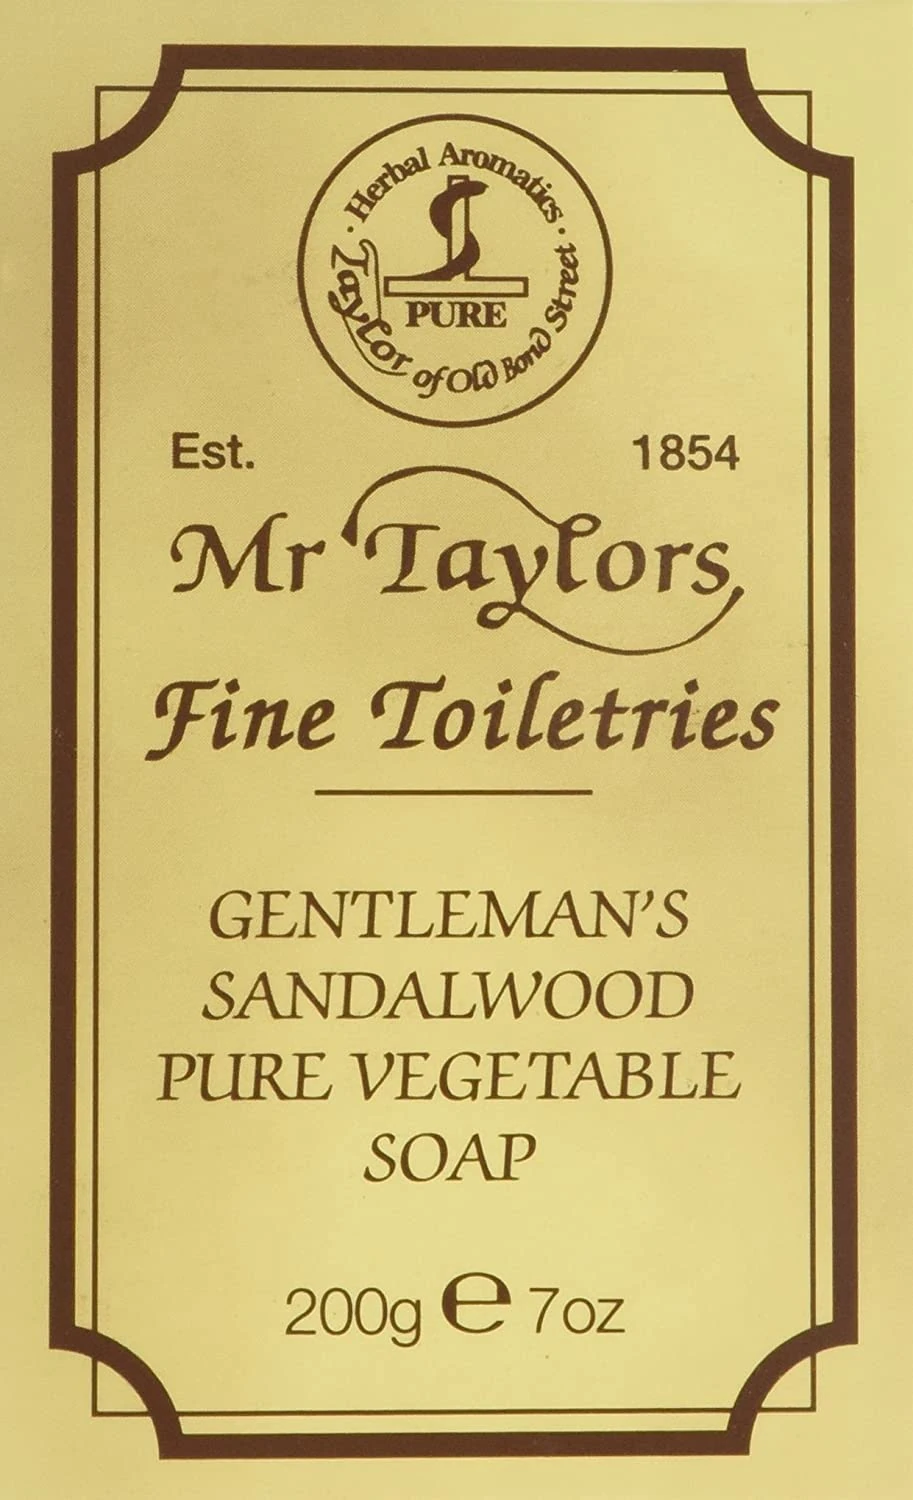 · Herbal Aromatics ·
Taylor of Old Bond Street
PURE
Est. 1854
Mr Taylors
Fine Toiletries
GENTLEMAN'S
SANDALWOOD
PURE VEGETABLE
SOAP
200g e 7oz